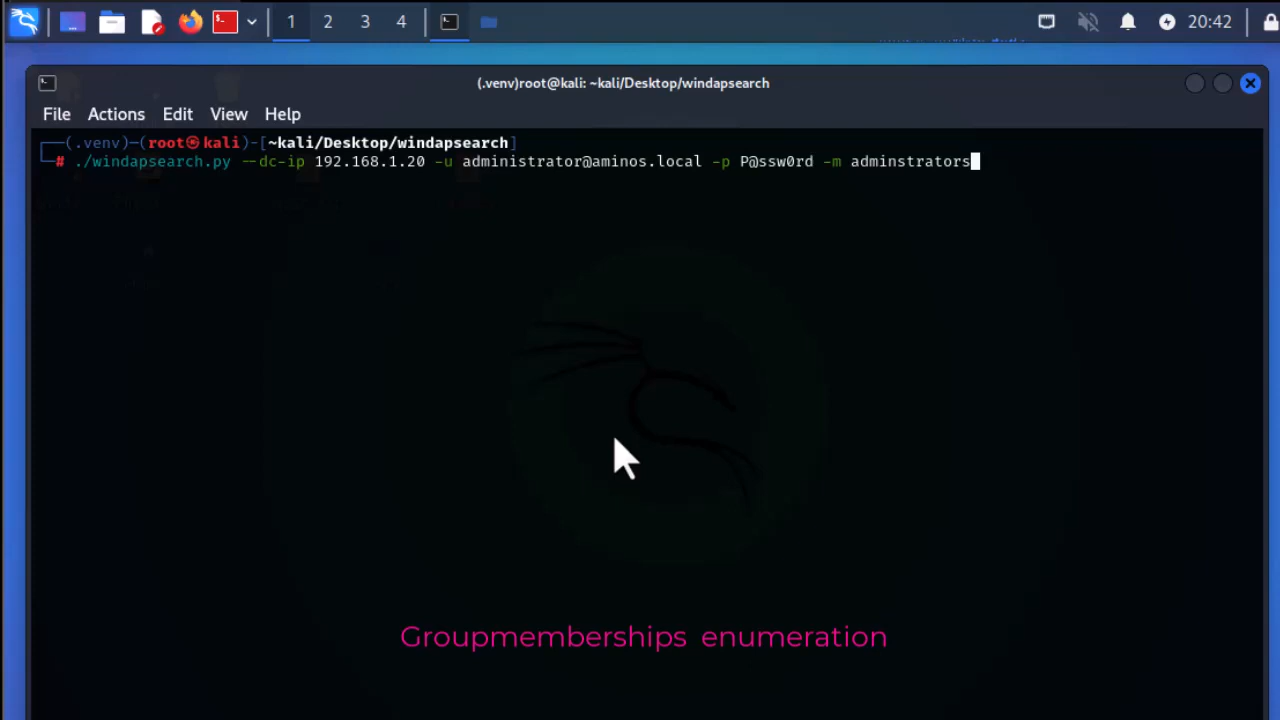 1 2 3 4
20:42
(.venv)root@kali: ~kali/Desktop/windapsearch
File Actions Edit View Help
(.venv)-(root㉿kali)-[~kali/Desktop/windapsearch]
# ./windapsearch.py --dc-ip 192.168.1.20 -u administrator@aminos.local -p P@ssw0rd -m adminstrators
Groupmemberships enumeration